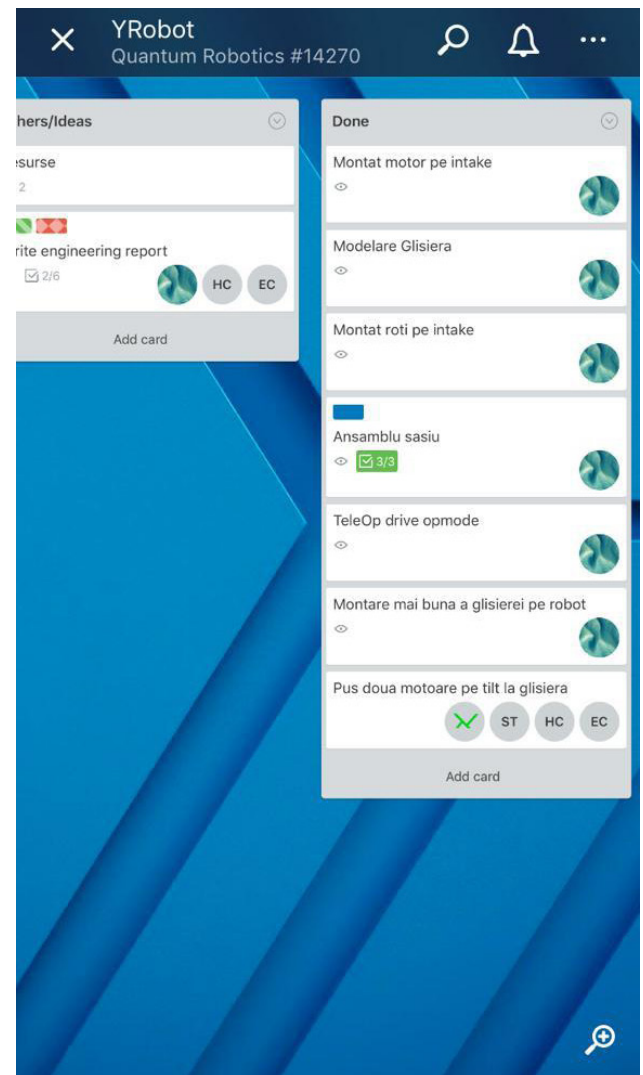 YRobot
Quantum Robotics #14270
hers/Ideas
esurse
2
rite engineering report
2/6
HC
EC
Add card
Done
Montat motor pe intake
Modelare Glisiera
Montat roti pe intake
Ansamblu sasiu
3/3
TeleOp drive opmode
Montare mai buna a glisierei pe robot
Pus doua motoare pe tilt la glisiera
ST
HC
EC
Add card